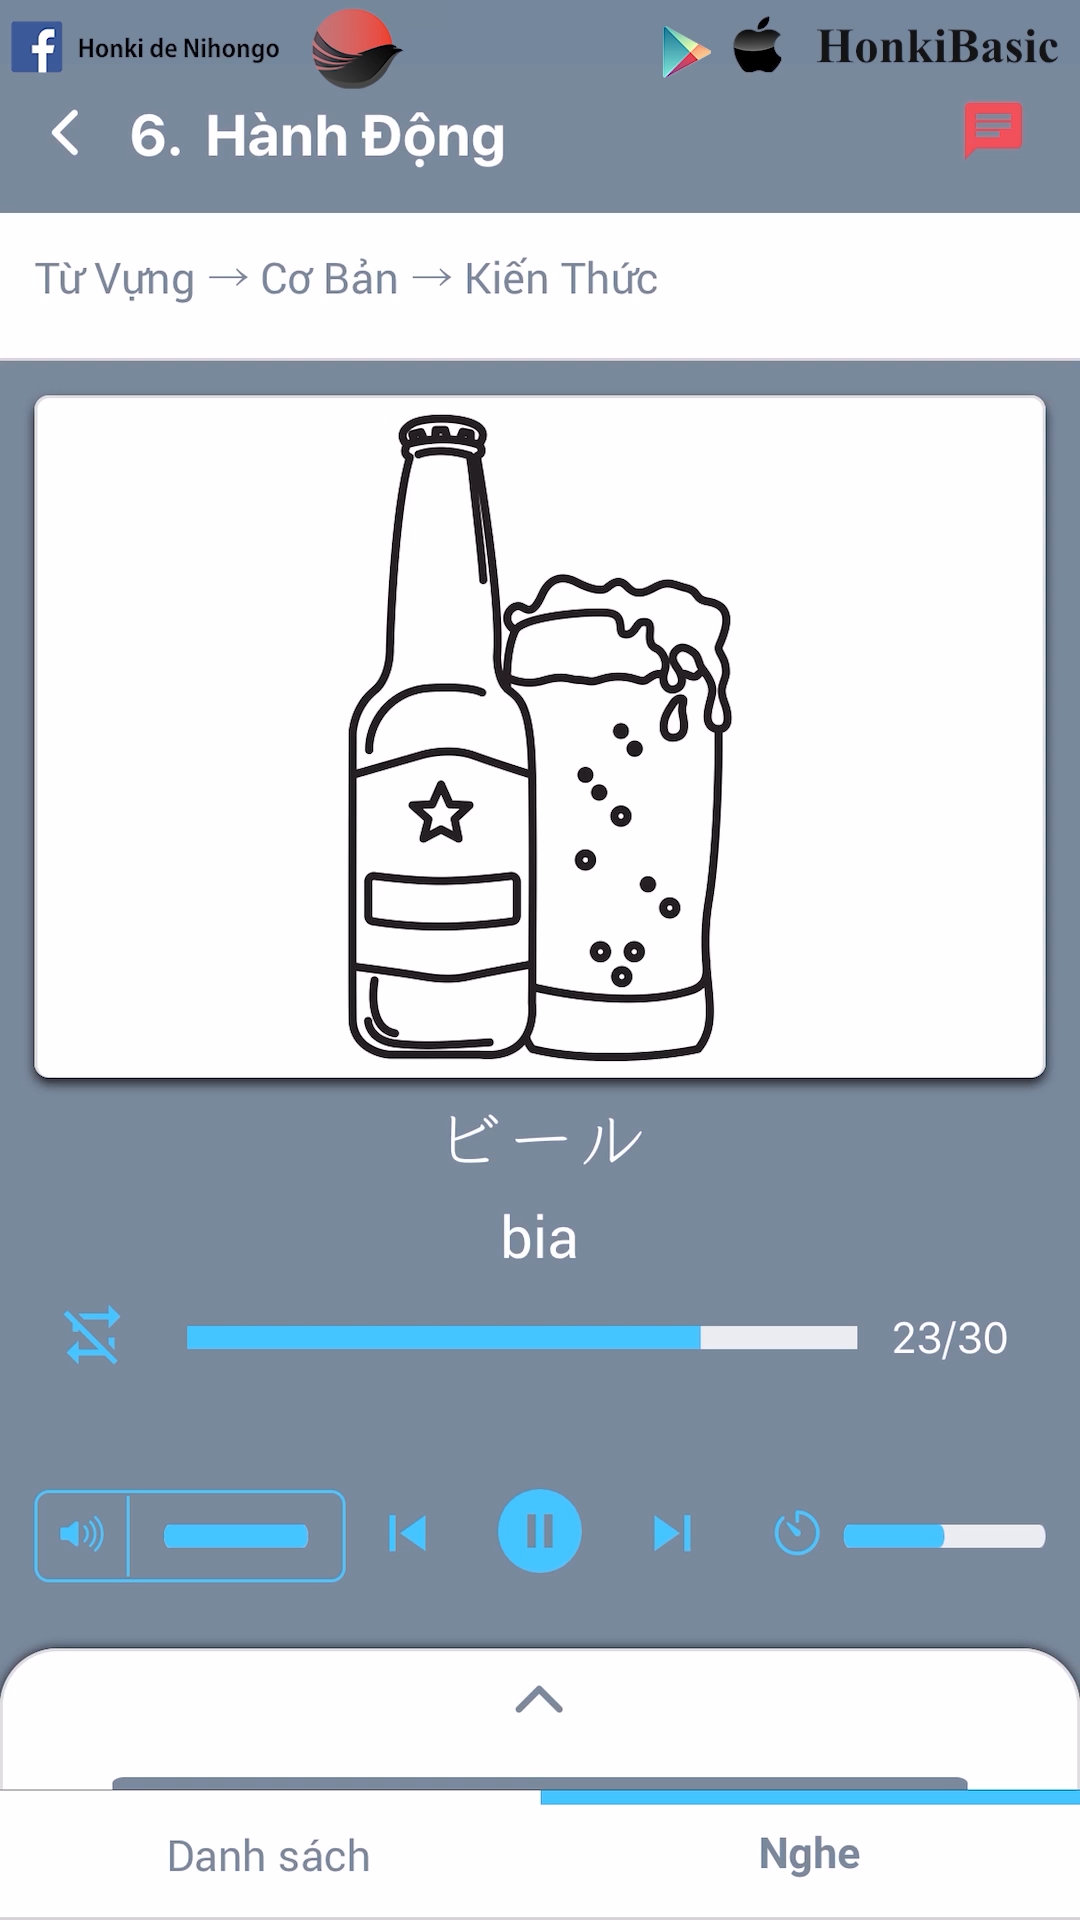 Honki de Nihongo
HonkiBasic
6. Hành Động
Từ Vựng → Cơ Bản → Kiến Thức
ビール
bia
23/30
Danh sách
Nghe